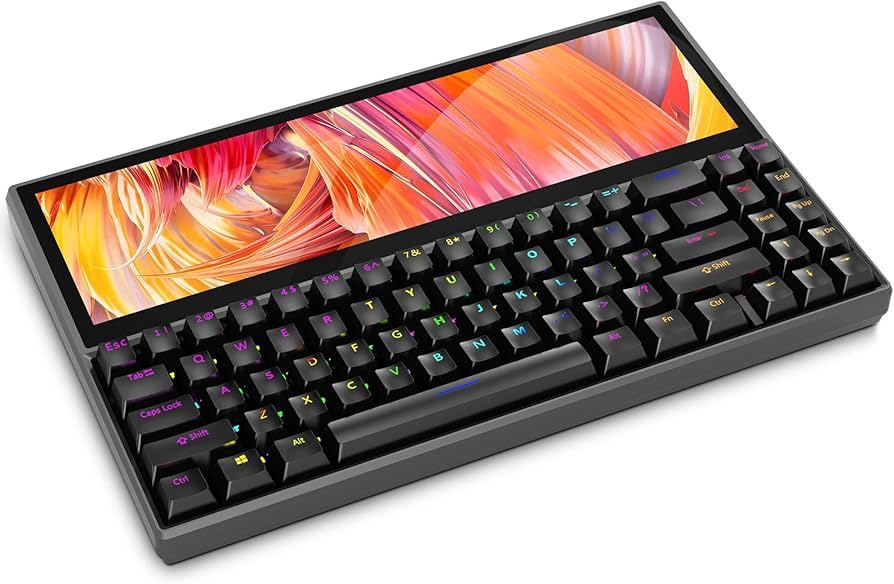 Esc 1! 2@ 3# 4$ 5% 6^ 7& 8* 9( 0) -_ =+ Ins Home
Tab Q W E R T Y U I O P \| Del End
Caps Lock A S D F G H J K L Enter Pause Pg Up
Shift Z X C V B N M > /? Shift Pg Dn
Ctrl Alt Alt Fn Ctrl